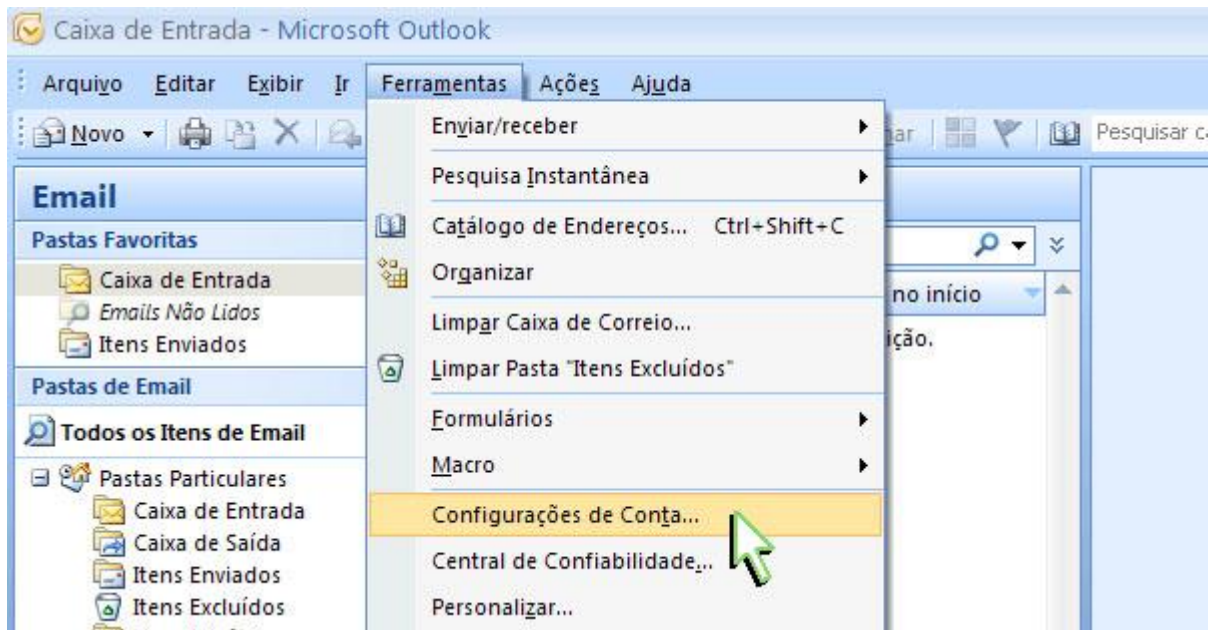 Caixa de Entrada - Microsoft Outlook
Arquivo Editar Exibir Ir Ferramentas Ações Ajuda
Novo
Pesquisar
Email
Pastas Favoritas
Caixa de Entrada
Emails Não Lidos
Itens Enviados
Pastas de Email
Todos os Itens de Email
Pastas Particulares
Caixa de Entrada
Caixa de Saída
Itens Enviados
Itens Excluídos
Enviar/receber
Pesquisa Instantânea
Catálogo de Endereços... Ctrl+Shift+C
Organizar
Limpar Caixa de Correio...
Limpar Pasta "Itens Excluídos"
Formulários
Macro
Configurações de Conta...
Central de Confiabilidade...
Personalizar...
no início